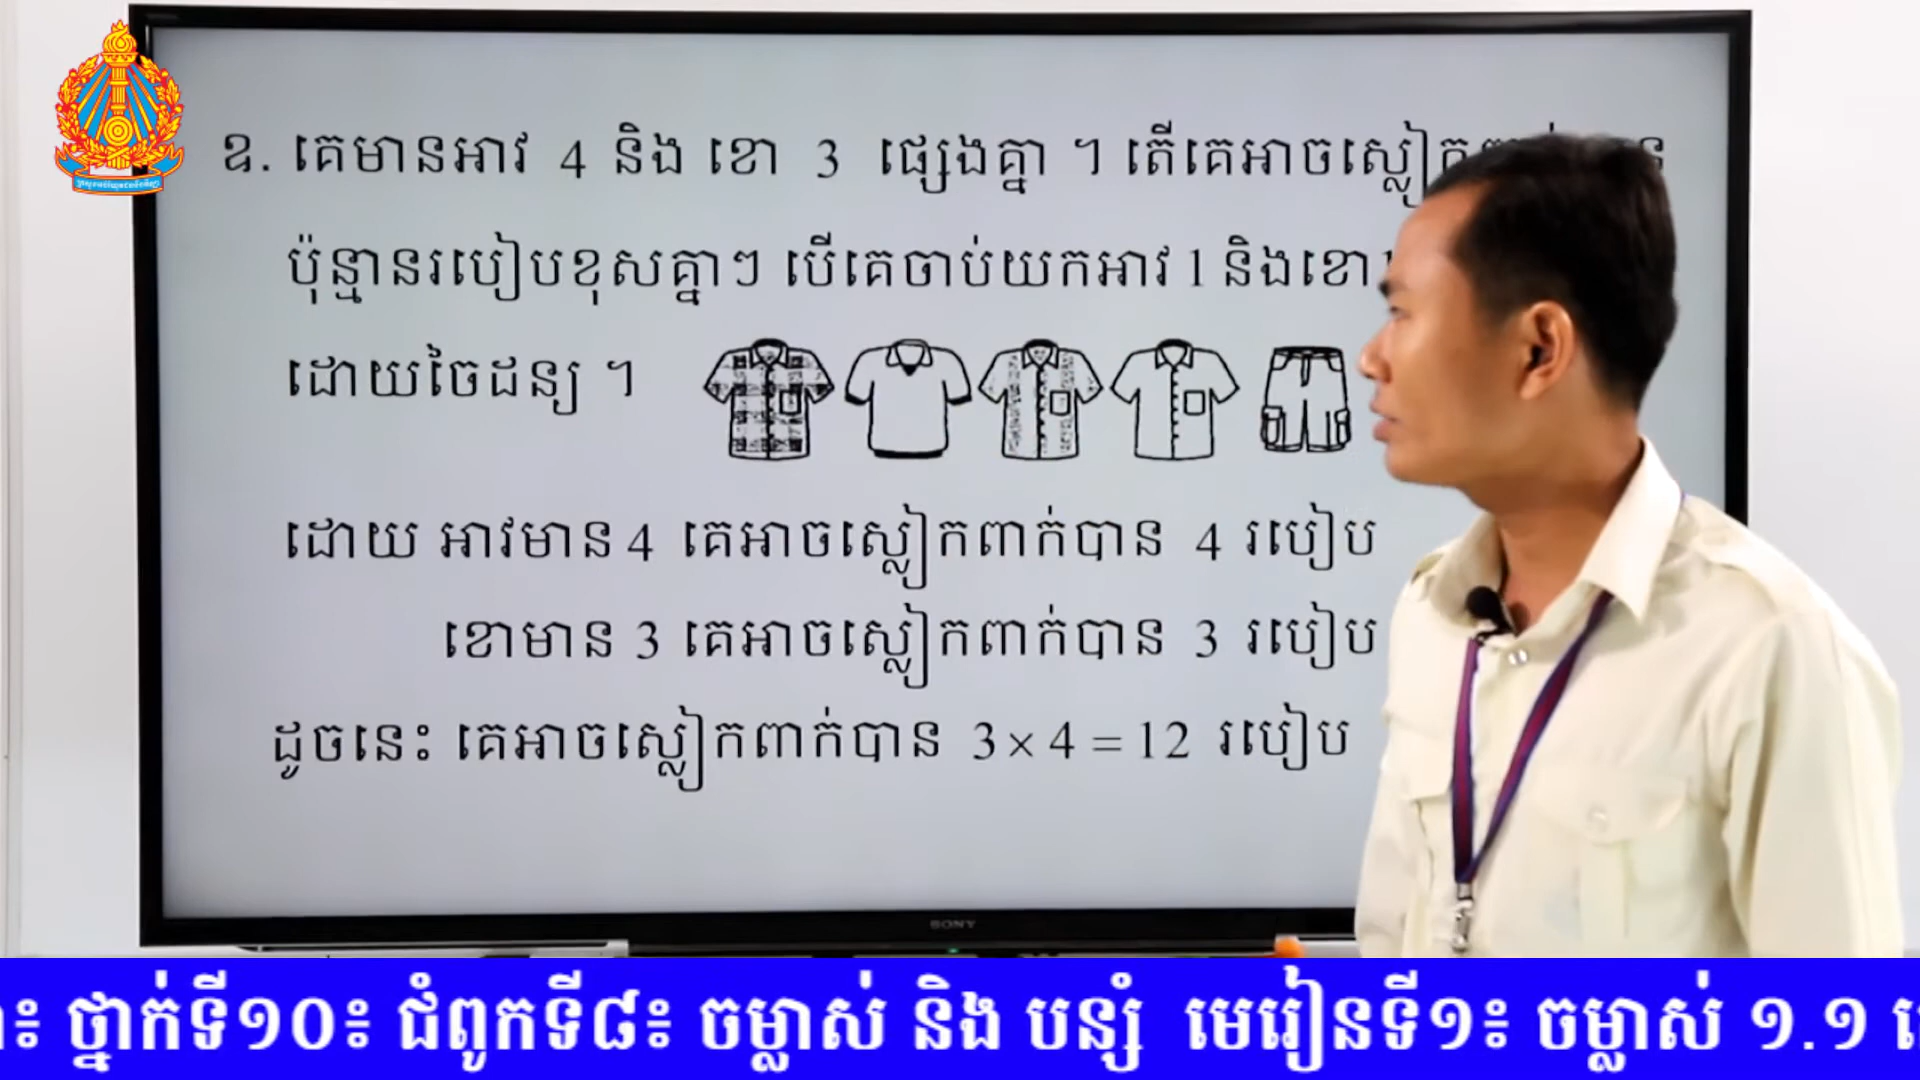 ឧ. គេមានអាវ 4 និង ខោ 3 ផ្សេងគ្នា ។ តើគេអាចស្លៀក
ប៉ុន្មានរបៀបខុសគ្នាៗ បើគេចាប់យកអាវ 1 និងខោ
ដោយចៃដន្យ ។
ដោយ អាវមាន 4 គេអាចស្លៀកពាក់បាន 4 របៀប
ខោមាន 3 គេអាចស្លៀកពាក់បាន 3 របៀប
ដូចនេះ គេអាចស្លៀកពាក់បាន 3 × 4 = 12 របៀប
SONY
ថ្នាក់ទី១០៖ ជំពូកទី៨៖ ចម្លាស់ និង បន្សំ មេរៀនទី១៖ ចម្លាស់ ១.១